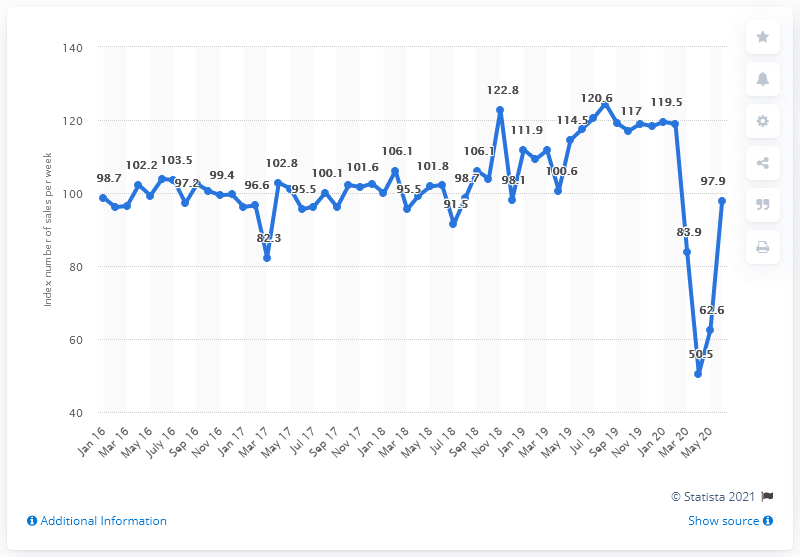 140
122.8
120
120.6
117
119.5
111.9
114.5
106.1
106.1
102.2
103.5
102.8
100.1
101.6
101.8
100.6
98.7
97.2
99.4
96.6
95.5
95.5
98.7
98.1
97.9
100
91.5
82.3
83.9
80
62.6
60
50.5
40
Index number of sales per week
Jan 16
Mar 16
May 16
July 16
Sep 16
Nov 16
Jan 17
Mar 17
May 17
Jul 17
Sep 17
Nov 17
Jan 18
Mar 18
May 18
Jul 18
Sep 18
Nov 18
Jan 19
Mar 19
May 19
Jul 19
Sep 19
Nov 19
Jan 20
Mar 20
May 20
© Statista 2021
Additional Information
Show source